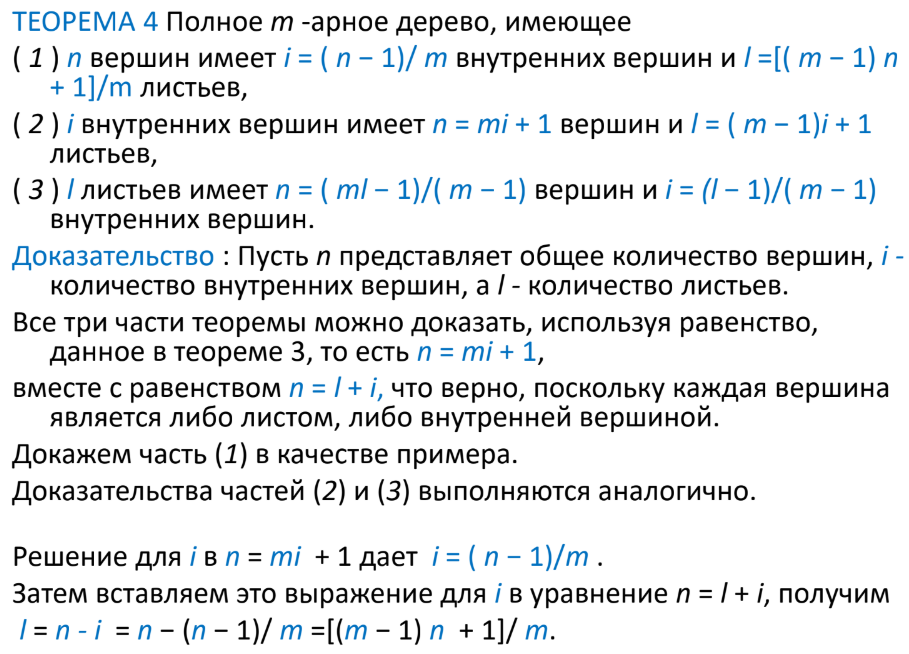 ТЕОРЕМА 4 Полное m -арное дерево, имеющее
( 1 ) n вершин имеет i = ( n − 1)/ m внутренних вершин и l =[( m − 1) n
+ 1]/m листьев,
( 2 ) i внутренних вершин имеет n = mi + 1 вершин и l = ( m − 1)i + 1
листьев,
( 3 ) l листьев имеет n = ( ml − 1)/( m − 1) вершин и i = (l − 1)/( m − 1)
внутренних вершин.
Доказательство : Пусть n представляет общее количество вершин, i -
количество внутренних вершин, а l - количество листьев.
Все три части теоремы можно доказать, используя равенство,
данное в теореме 3, то есть n = mi + 1,
вместе с равенством n = l + i, что верно, поскольку каждая вершина
является либо листом, либо внутренней вершиной.
Докажем часть (1) в качестве примера.
Доказательства частей (2) и (3) выполняются аналогично.
Решение для i в n = mi + 1 дает i = ( n − 1)/m .
Затем вставляем это выражение для i в уравнение n = l + i, получим
l = n - i = n − (n − 1)/ m =[(m − 1) n + 1]/ m.